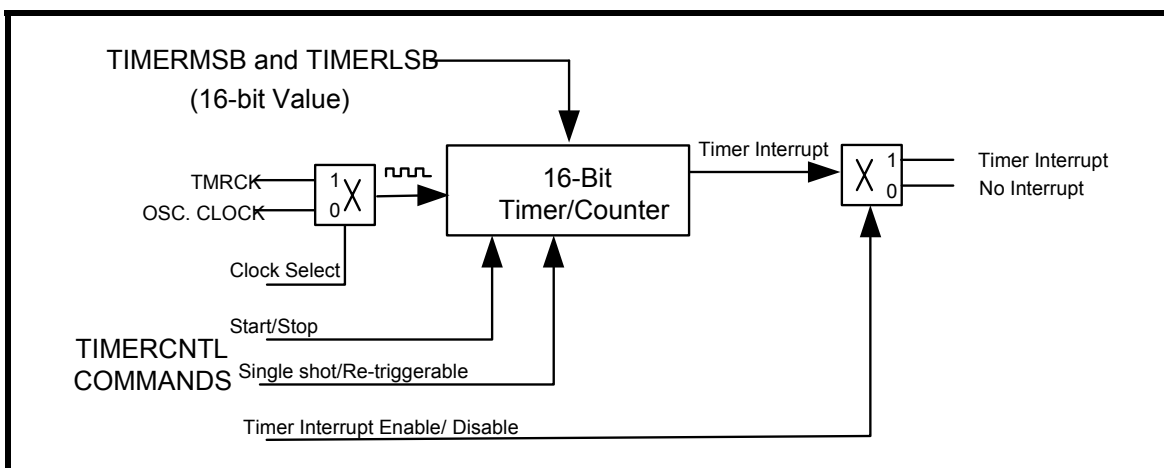 TIMERMSB and TIMERLSB
(16-bit Value)
TMRCK
OSC. CLOCK
1
0
X
Clock Select
16-Bit
Timer/Counter
Timer Interrupt
X
1
0
Timer Interrupt
No Interrupt
Start/Stop
TIMERCNTL
COMMANDS
Single shot/Re-triggerable
Timer Interrupt Enable/ Disable